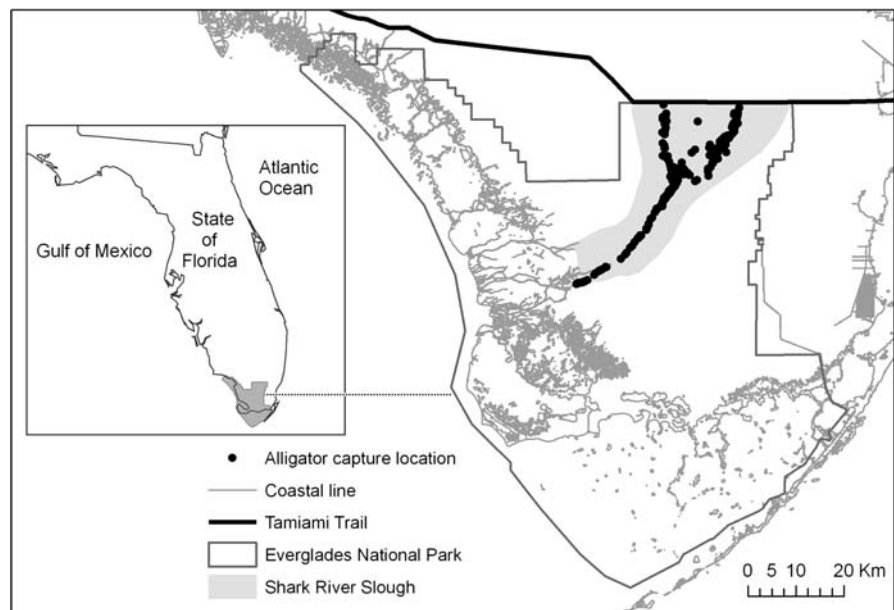 Atlantic
Ocean
State
of
Florida
Gulf of Mexico
Alligator capture location
Coastal line
Tamiami Trail
Everglades National Park
Shark River Slough
0 5 10 20 Km